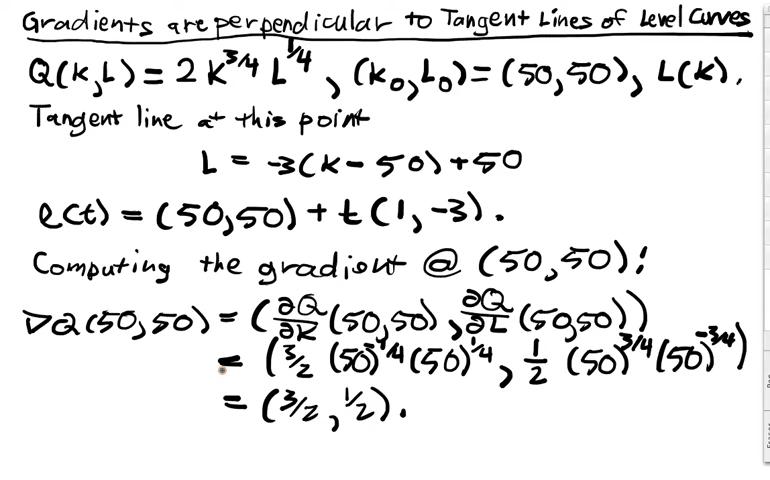 Gradients are perpendicular to Tangent Lines of Level Curves
Q(K,L) = 2 K^{3/4} L^{1/4}, (K₀,L₀) = (50,50), L(K).
Tangent line at this point
L = -3(K-50)+50
ℓ(t) = (50,50) + t(1,-3).
Computing the gradient @ (50,50):
∇Q(50,50) = (∂Q/∂K (50,50), ∂Q/∂L (50,50))
= (3/2 (50)^{-1/4} (50)^{1/4}, 1/2 (50)^{3/4} (50)^{-3/4})
= (3/2, 1/2).